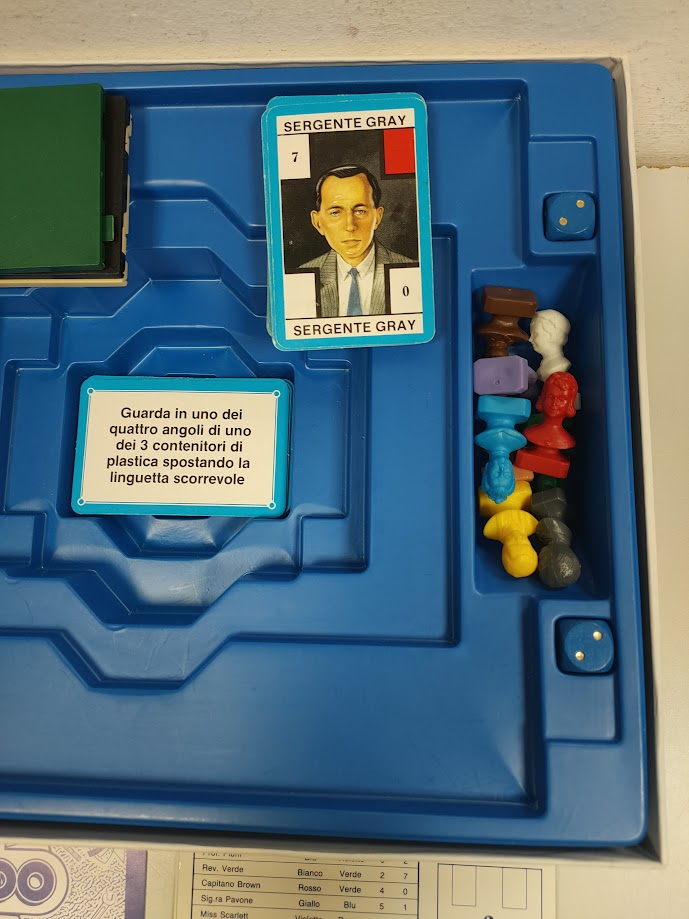 SERGENTE GRAY
7
0
SERGENTE GRAY
Guarda in uno dei
quattro angoli di uno
dei 3 contenitori di
plastica spostando la
linguetta scorrevole
Rev. Verde Bianco Verde 2 7
Capitano Brown Rosso Verde 4 0
Sig.ra Pavone Giallo Blu 5 1
Miss Scarlett